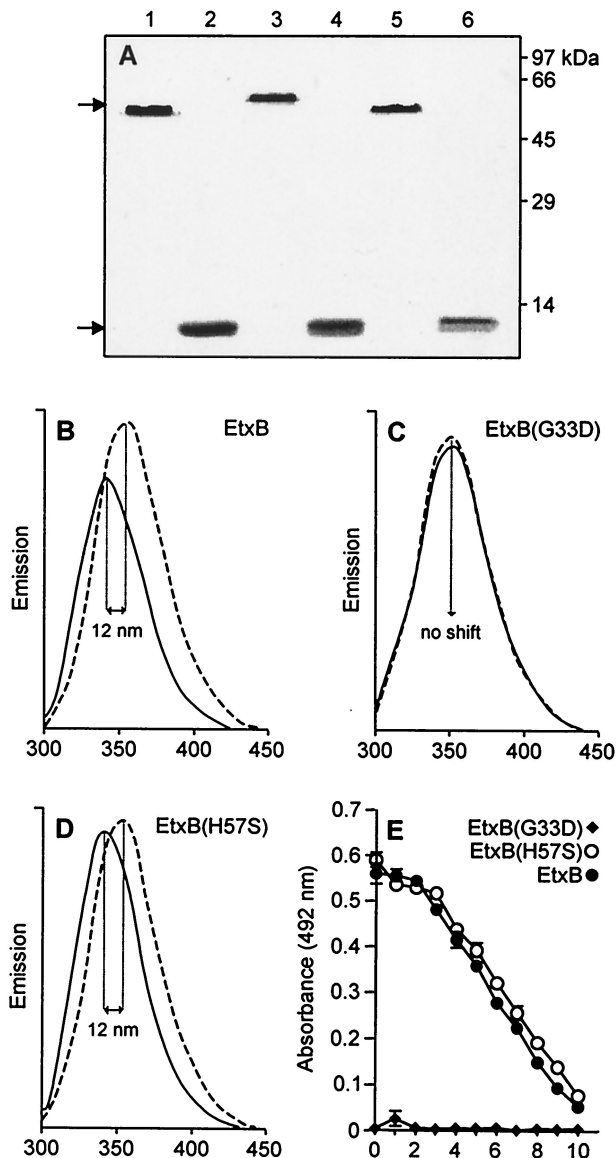 1 2 3 4 5 6
A
97 kDa
66
45
29
14
B EtxB
Emission
12 nm
300 350 400 450
C EtxB(G33D)
Emission
no shift
300 350 400 450
D EtxB(H57S)
Emission
12 nm
300 350 400 450
E
EtxB(G33D)
EtxB(H57S)
EtxB
Absorbance (492 nm)
0.7
0.6
0.5
0.4
0.3
0.2
0.1
0
0 2 4 6 8 10